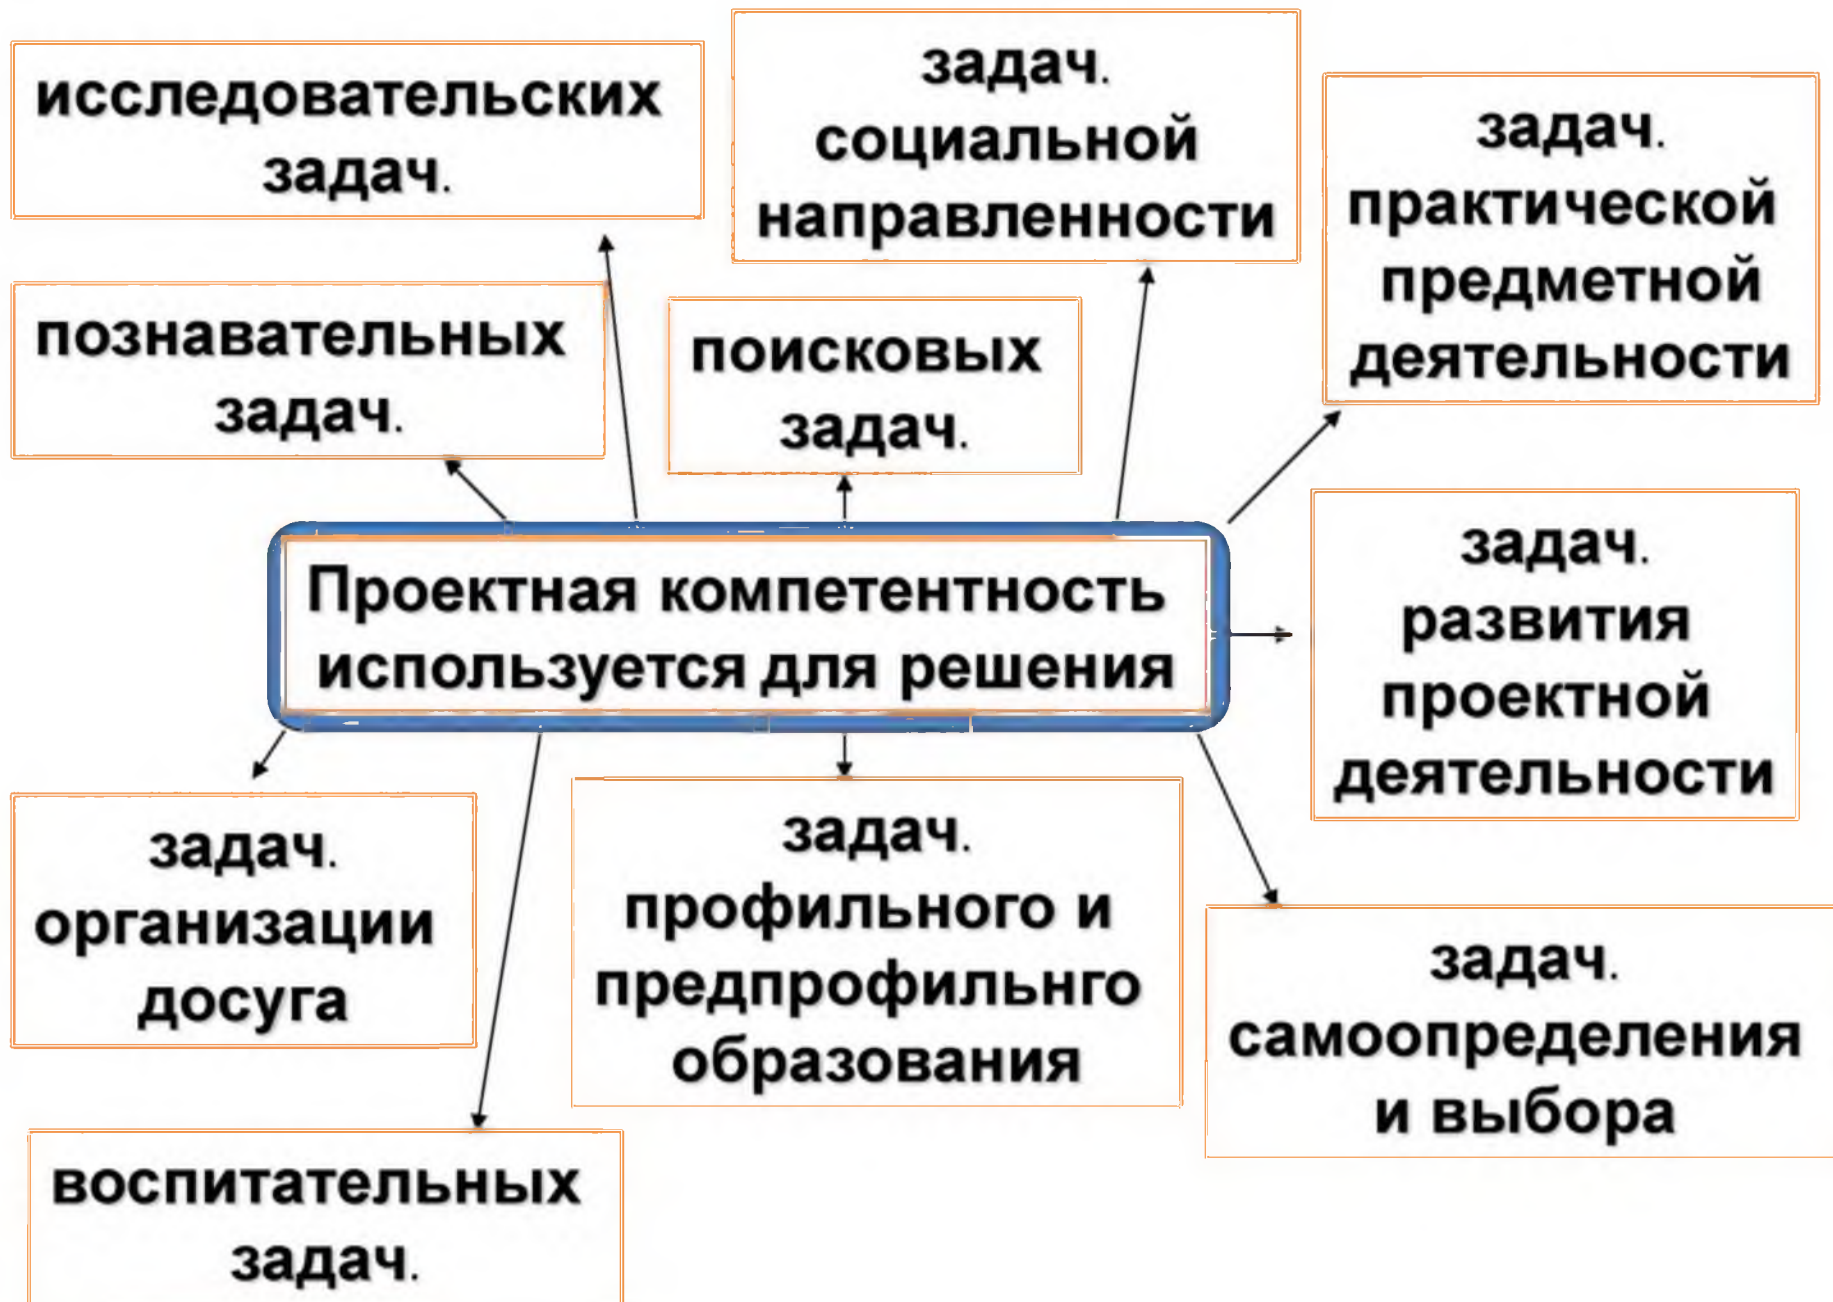 исследовательских
задач.
задач.
социальной
направленности
задач.
практической
предметной
деятельности
познавательных
задач.
поисковых
задач.
Проектная компетентность
используется для решения
задач.
развития
проектной
деятельности
задач.
организации
досуга
задач.
профильного и
предпрофильнго
образования
задач.
самоопределения
и выбора
воспитательных
задач.